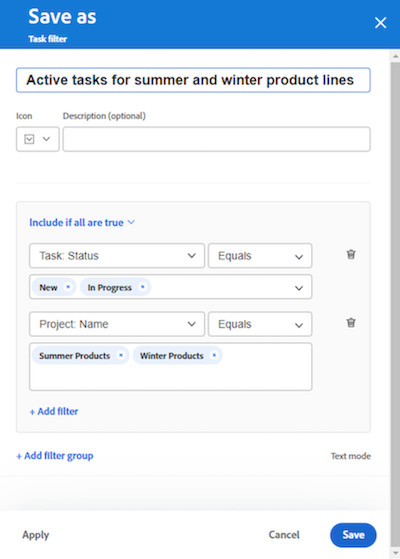 Save as
Task filter
Active tasks for summer and winter product lines
Icon Description (optional)
Include if all are true
Task: Status Equals
New × In Progress ×
Project: Name Equals
Summer Products × Winter Products ×
+ Add filter
+ Add filter group Text mode
Apply Cancel Save